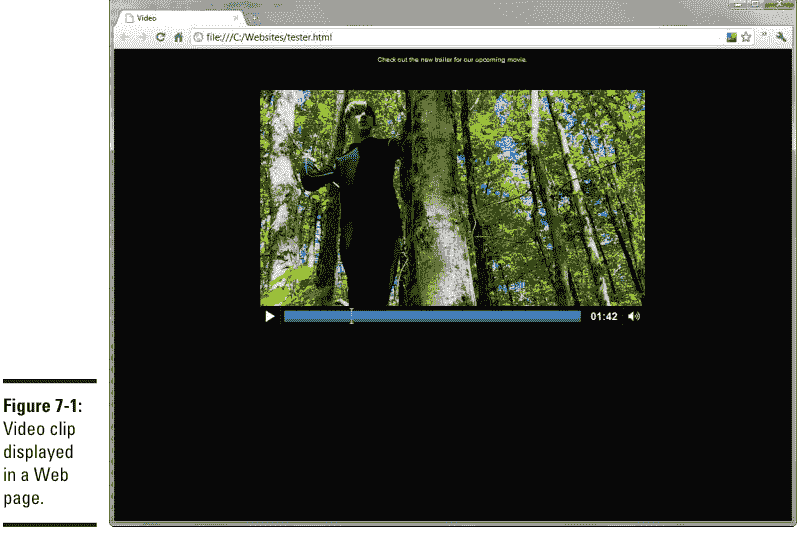 Video
file:///C:/Websites/tester.html
Check out the new trailer for our upcoming movie.
01:42
Figure 7-1:
Video clip
displayed
in a Web
page.